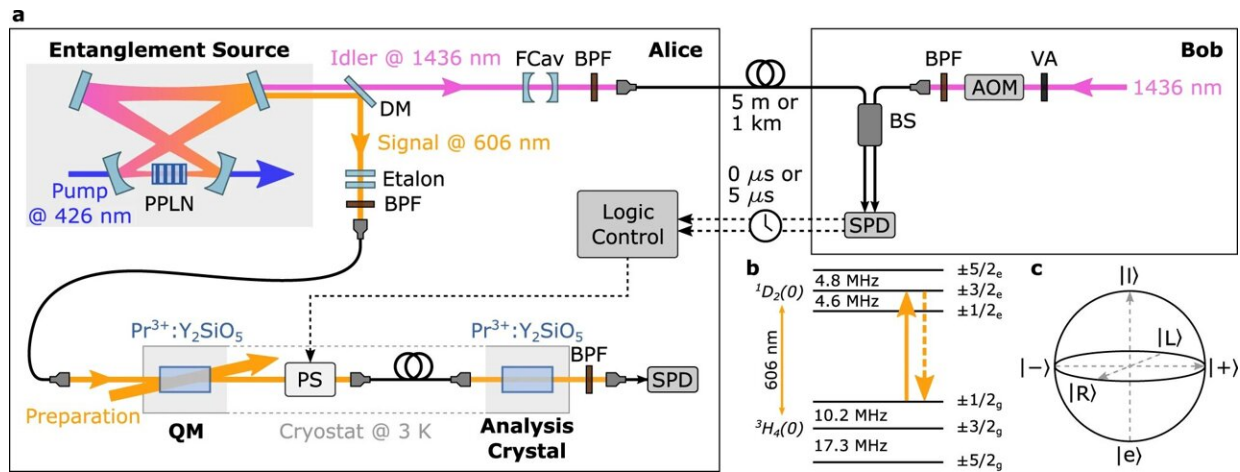 a
Entanglement Source
Alice
Bob
Idler @ 1436 nm
FCav
BPF
BPF
VA
DM
5 m or
1 km
AOM
1436 nm
BS
Signal @ 606 nm
Pump
@ 426 nm
PPLN
Etalon
BPF
0 μs or
5 μs
Logic
Control
SPD
Pr³⁺:Y₂SiO₅
Pr³⁺:Y₂SiO₅
BPF
PS
SPD
Preparation
QM
Cryostat @ 3 K
Analysis
Crystal
b
4.8 MHz
4.6 MHz
¹D₂(0)
±5/2ₑ
±3/2ₑ
±1/2ₑ
606 nm
³H₄(0)
10.2 MHz
17.3 MHz
±1/2g
±3/2g
±5/2g
c
|l⟩
|L⟩
|−⟩
|+⟩
|R⟩
|e⟩